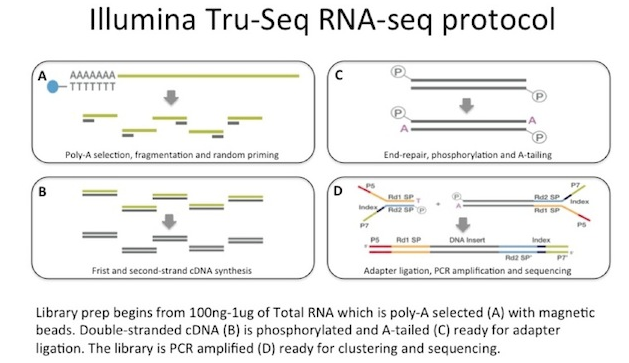 Illumina Tru-Seq RNA-seq protocol
A
AAAAAAA
TTTTTTT
Poly-A selection, fragmentation and random priming
B
Frist and second-strand cDNA synthesis
C
P
P
P
A
A
P
End-repair, phosphorylation and A-tailing
D
P5
Rd1 SP
T
Index
Rd2 SP
P
P7
+
P
P7
Rd2 SP
Index
Rd1 SP
P5
P5 Rd1 SP DNA Insert Index
Rd2 SP' P7'
Adapter ligation, PCR amplification and sequencing
Library prep begins from 100ng-1ug of Total RNA which is poly-A selected (A) with magnetic
beads. Double-stranded cDNA (B) is phosphorylated and A-tailed (C) ready for adapter
ligation. The library is PCR amplified (D) ready for clustering and sequencing.